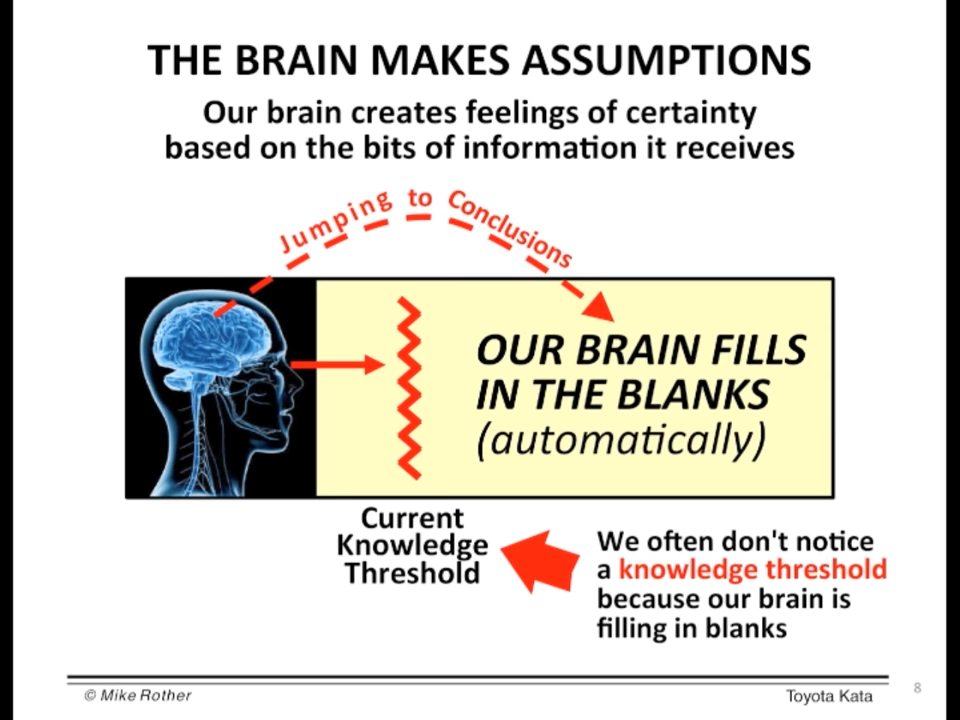 THE BRAIN MAKES ASSUMPTIONS
Our brain creates feelings of certainty
based on the bits of information it receives
Jumping to Conclusions
OUR BRAIN FILLS
IN THE BLANKS
(automatically)
Current
Knowledge
Threshold
We often don't notice
a knowledge threshold
because our brain is
filling in blanks
© Mike Rother
Toyota Kata
8